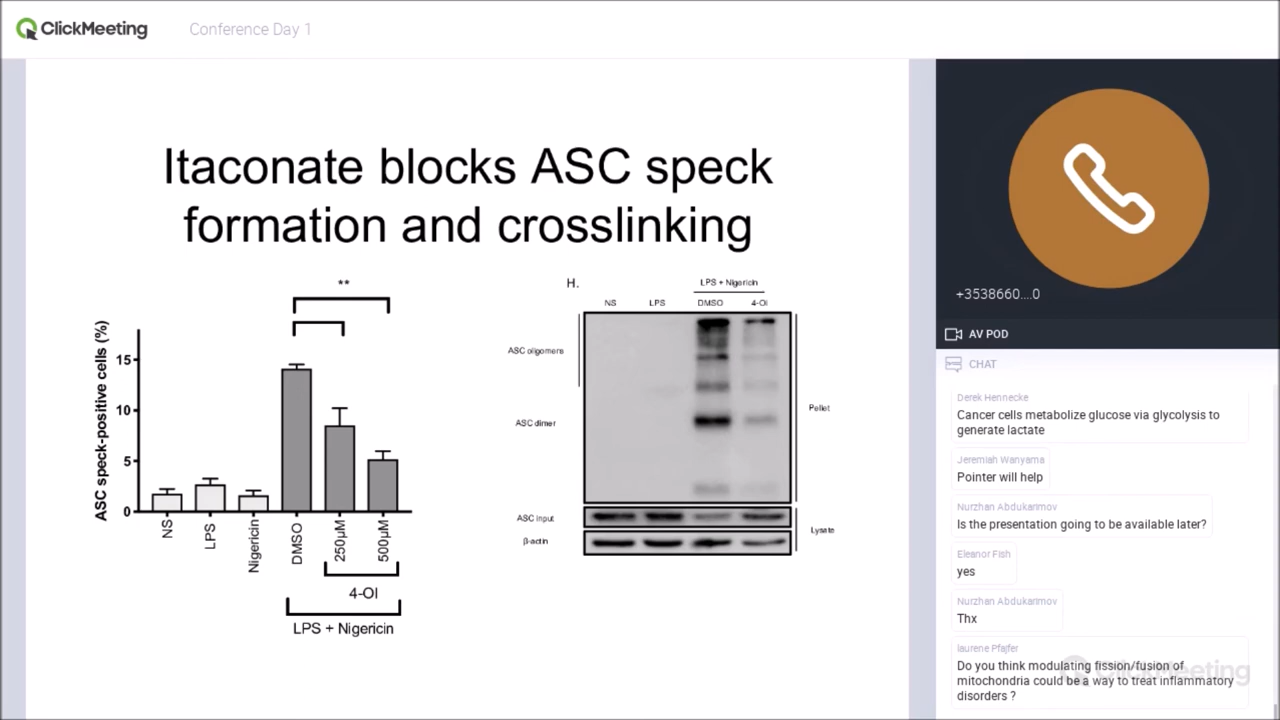 ClickMeeting
Conference Day 1
Itaconate blocks ASC speck
formation and crosslinking
**
ASC speck-positive cells (%)
15
10
5
0
NS
LPS
Nigericin
DMSO
250µM
500µM
4-OI
LPS + Nigericin
H.
LPS + Nigericin
NS
LPS
DMSO
4-OI
ASC oligomers
ASC dimer
Pellet
ASC input
β-actin
Lysate
+3538660....0
AV POD
CHAT
Derek Hennecke
Cancer cells metabolize glucose via glycolysis to
generate lactate
Jeremiah Wanyama
Pointer will help
Nurzhan Abdukarimov
Is the presentation going to be available later?
Eleanor Fish
yes
Nurzhan Abdukarimov
Thx
laurene Pfajfer
Do you think modulating fission/fusion of
mitochondria could be a way to treat inflammatory
disorders ?
ClickMeeting